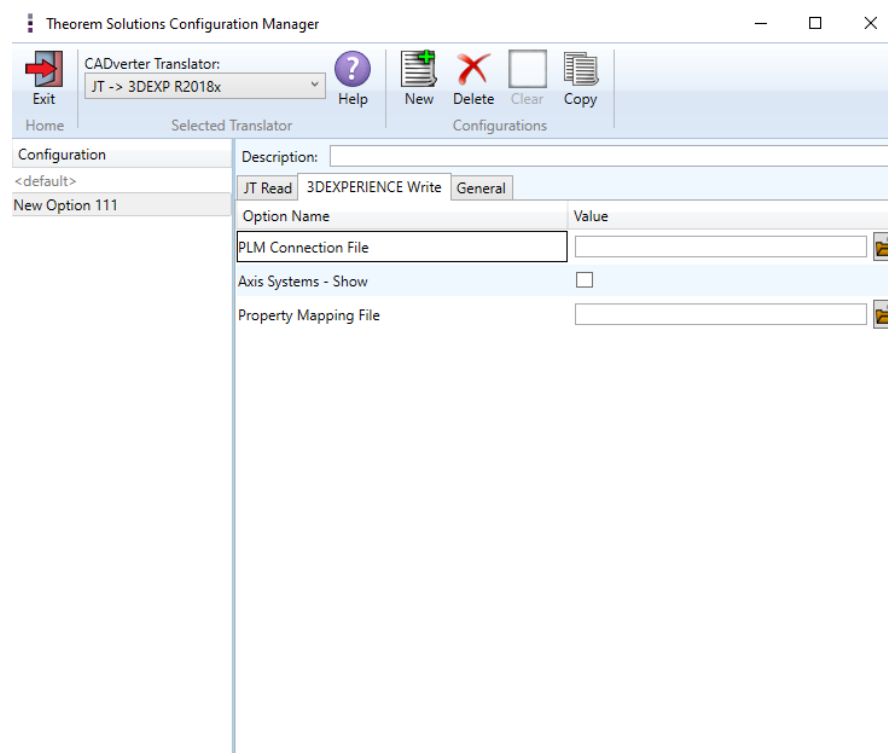 Theorem Solutions Configuration Manager
CADverter Translator:
JT -> 3DEXP R2018x
Exit
Help
New
Delete
Clear
Copy
Home
Selected Translator
Configurations
Configuration
Description:
<default>
New Option 111
JT Read
3DEXPERIENCE Write
General
Option Name
Value
PLM Connection File
Axis Systems - Show
Property Mapping File